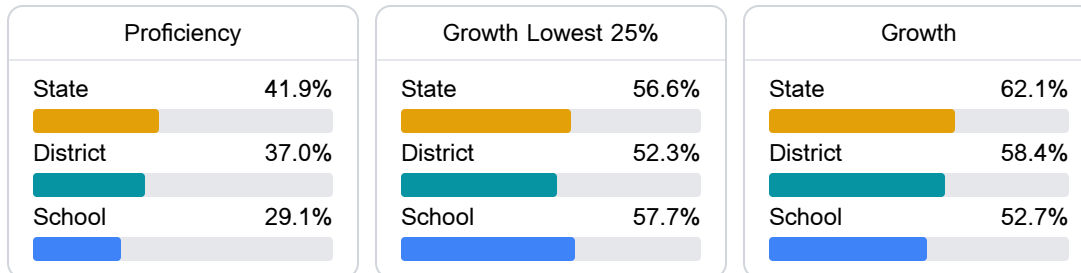 Proficiency
State 41.9%
District 37.0%
School 29.1%
Growth Lowest 25%
State 56.6%
District 52.3%
School 57.7%
Growth
State 62.1%
District 58.4%
School 52.7%